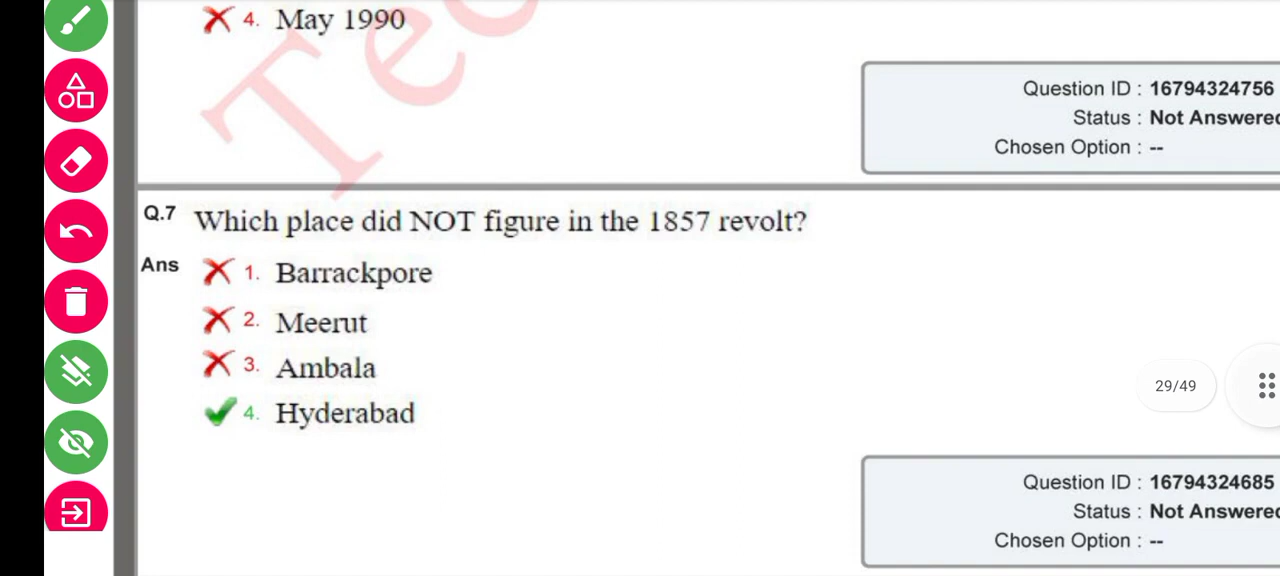 4. May 1990
Tec
Question ID : 16794324756
Status : Not Answered
Chosen Option : --
Q.7 Which place did NOT figure in the 1857 revolt?
Ans 1. Barrackpore
2. Meerut
3. Ambala
4. Hyderabad
29/49
Question ID : 16794324685
Status : Not Answered
Chosen Option : --